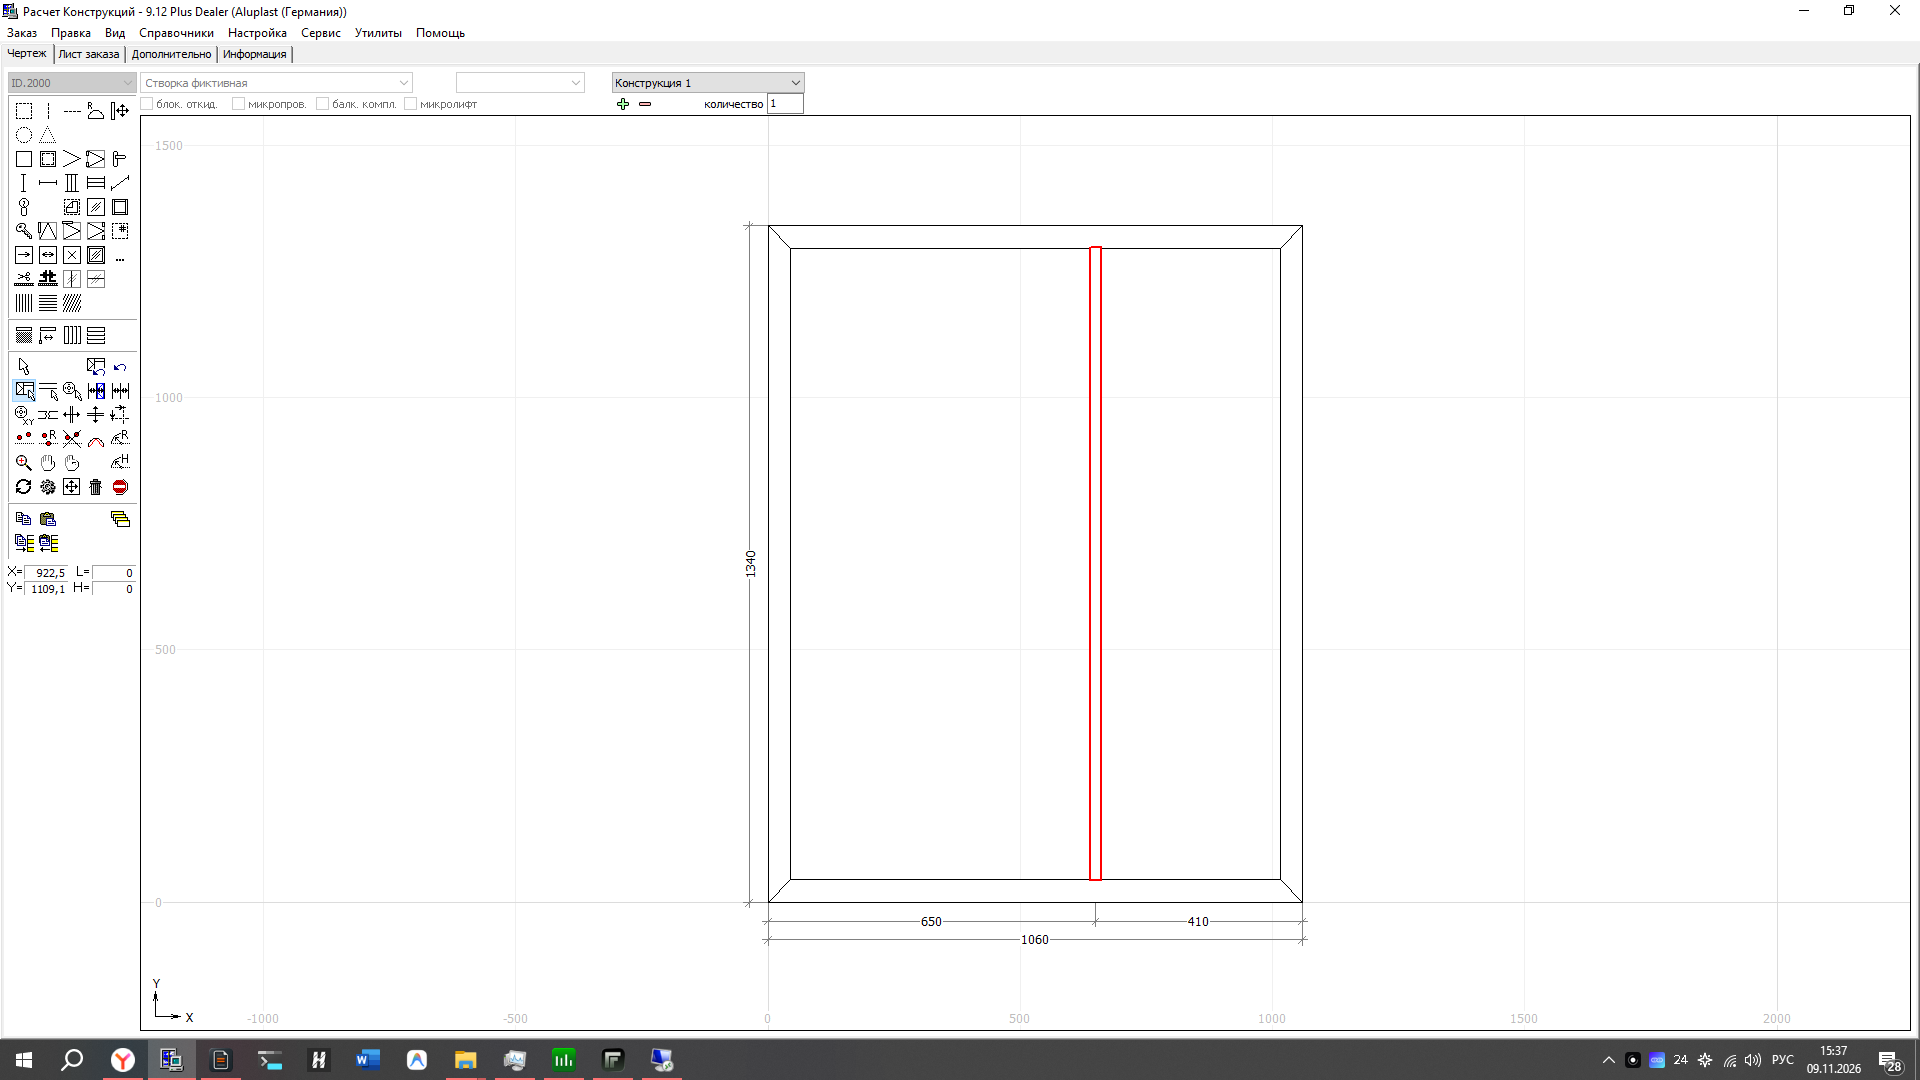 Расчет Конструкций - 9.12 Plus Dealer (Aluplast (Германия))
Заказ Правка Вид Справочники Настройка Сервис Утилиты Помощь
Чертеж Лист заказа Дополнительно Информация
ID.2000 Створка фиктивная Конструкция 1
блок. откид. микропров. балк. компл. микролифт количество 1
1500
1000
500
0
1340
650 410
1060
X= 922,5 L= 0
Y= 1109,1 H= 0
Y
X
-1000 -500 0 500 1000 1500 2000
24 РУС 15:37
09.11.2026
28